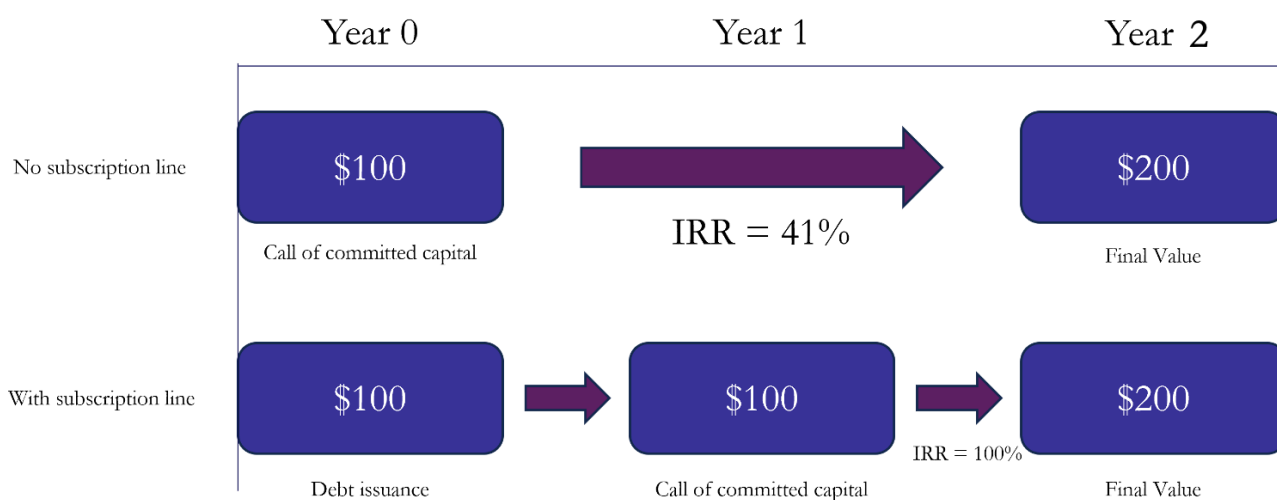 Year 0
Year 1
Year 2
No subscription line
$100
$200
IRR = 41%
Call of committed capital
Final Value
With subscription line
$100
$100
$200
IRR = 100%
Debt issuance
Call of committed capital
Final Value